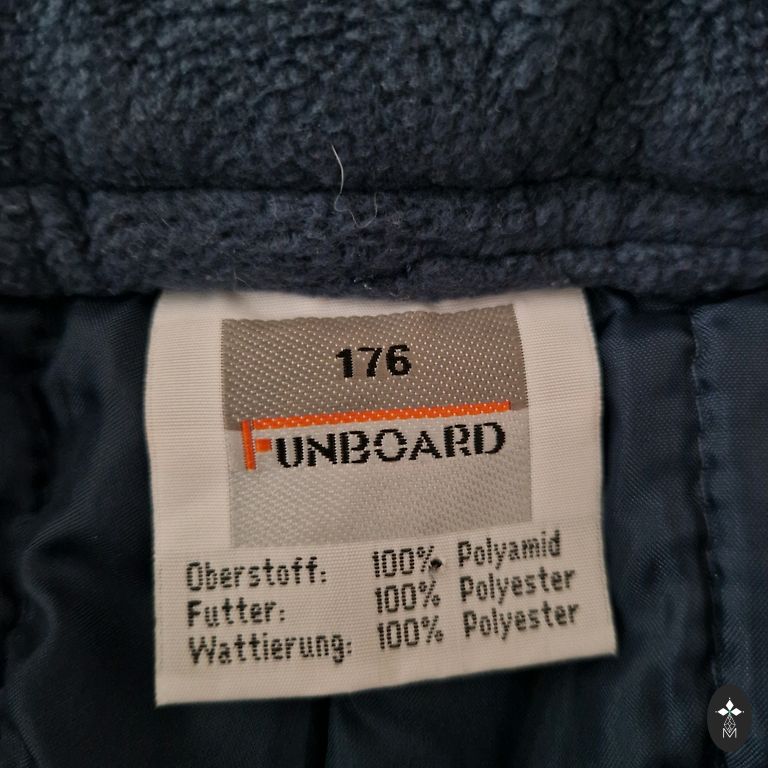 176
FUNBOARD
Oberstoff: 100% Polyamid
Futter: 100% Polyester
Wattierung: 100% Polyester
M